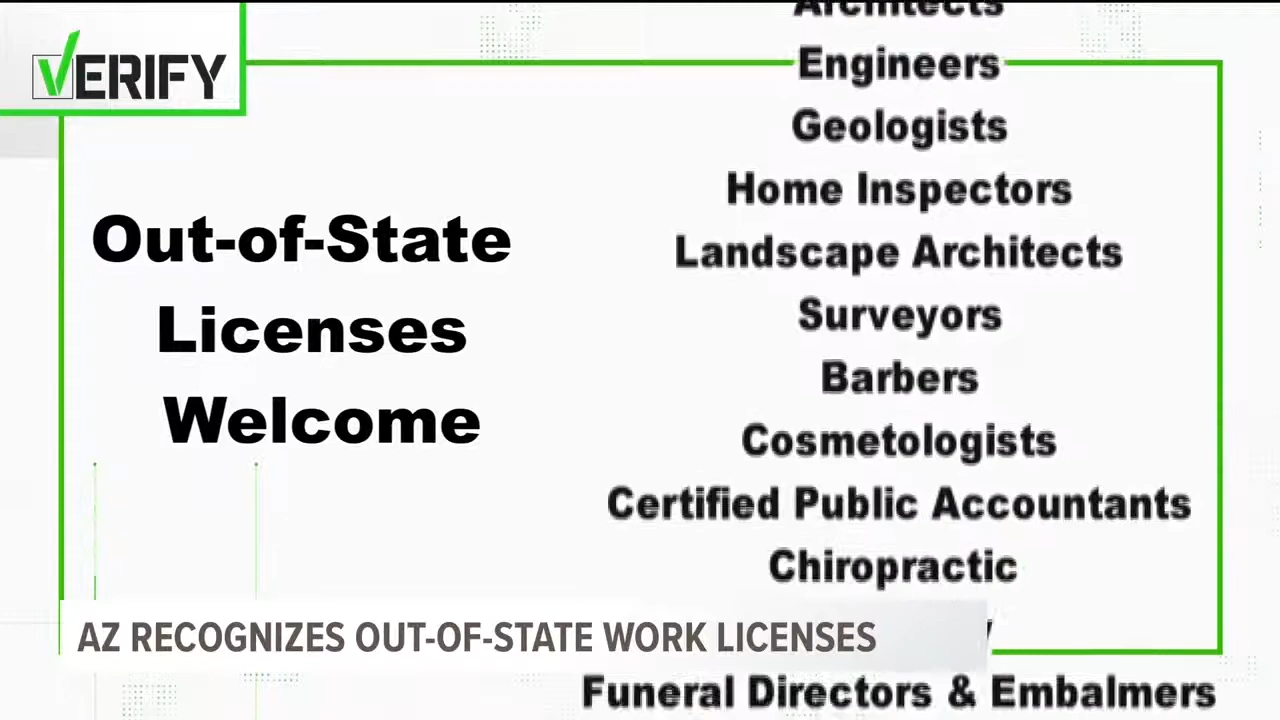 VERIFY
Out-of-State
Licenses
Welcome
Architects
Engineers
Geologists
Home Inspectors
Landscape Architects
Surveyors
Barbers
Cosmetologists
Certified Public Accountants
Chiropractic
AZ RECOGNIZES OUT-OF-STATE WORK LICENSES
Funeral Directors & Embalmers